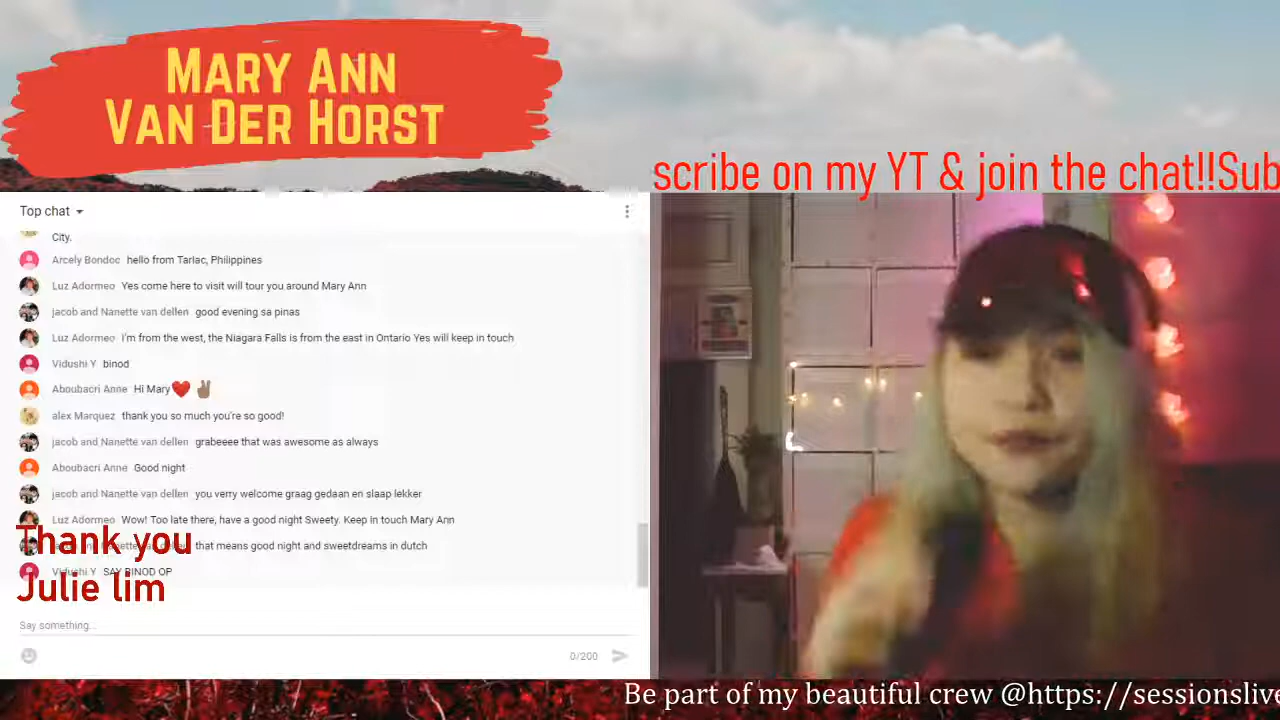 MARY ANN
VAN DER HORST
scribe on my YT & join the chat!!Sub
Top chat
City.
Arcely Bondoc hello from Tarlac, Philippines
Luz Adormeo Yes come here to visit will tour you around Mary Ann
jacob and Nanette van dellen good evening sa pinas
Luz Adormeo I'm from the west, the Niagara Falls is from the east in Ontario Yes will keep in touch
Vidushi Y binod
Aboubacri Anne Hi Mary❤️ ✌🏽
alex Marquez thank you so much you're so good!
jacob and Nanette van dellen grabeeee that was awesome as always
Aboubacri Anne Good night
jacob and Nanette van dellen you verry welcome graag gedaan en slaap lekker
Luz Adormeo Wow! Too late there, have a good night Sweety. Keep in touch Mary Ann
jacob and Nanette van dellen that means good night and sweetdreams in dutch
Vidushi Y SAY BINOD OP
Thank you
Julie lim
Say something...
0/200
Be part of my beautiful crew @https://sessionslive